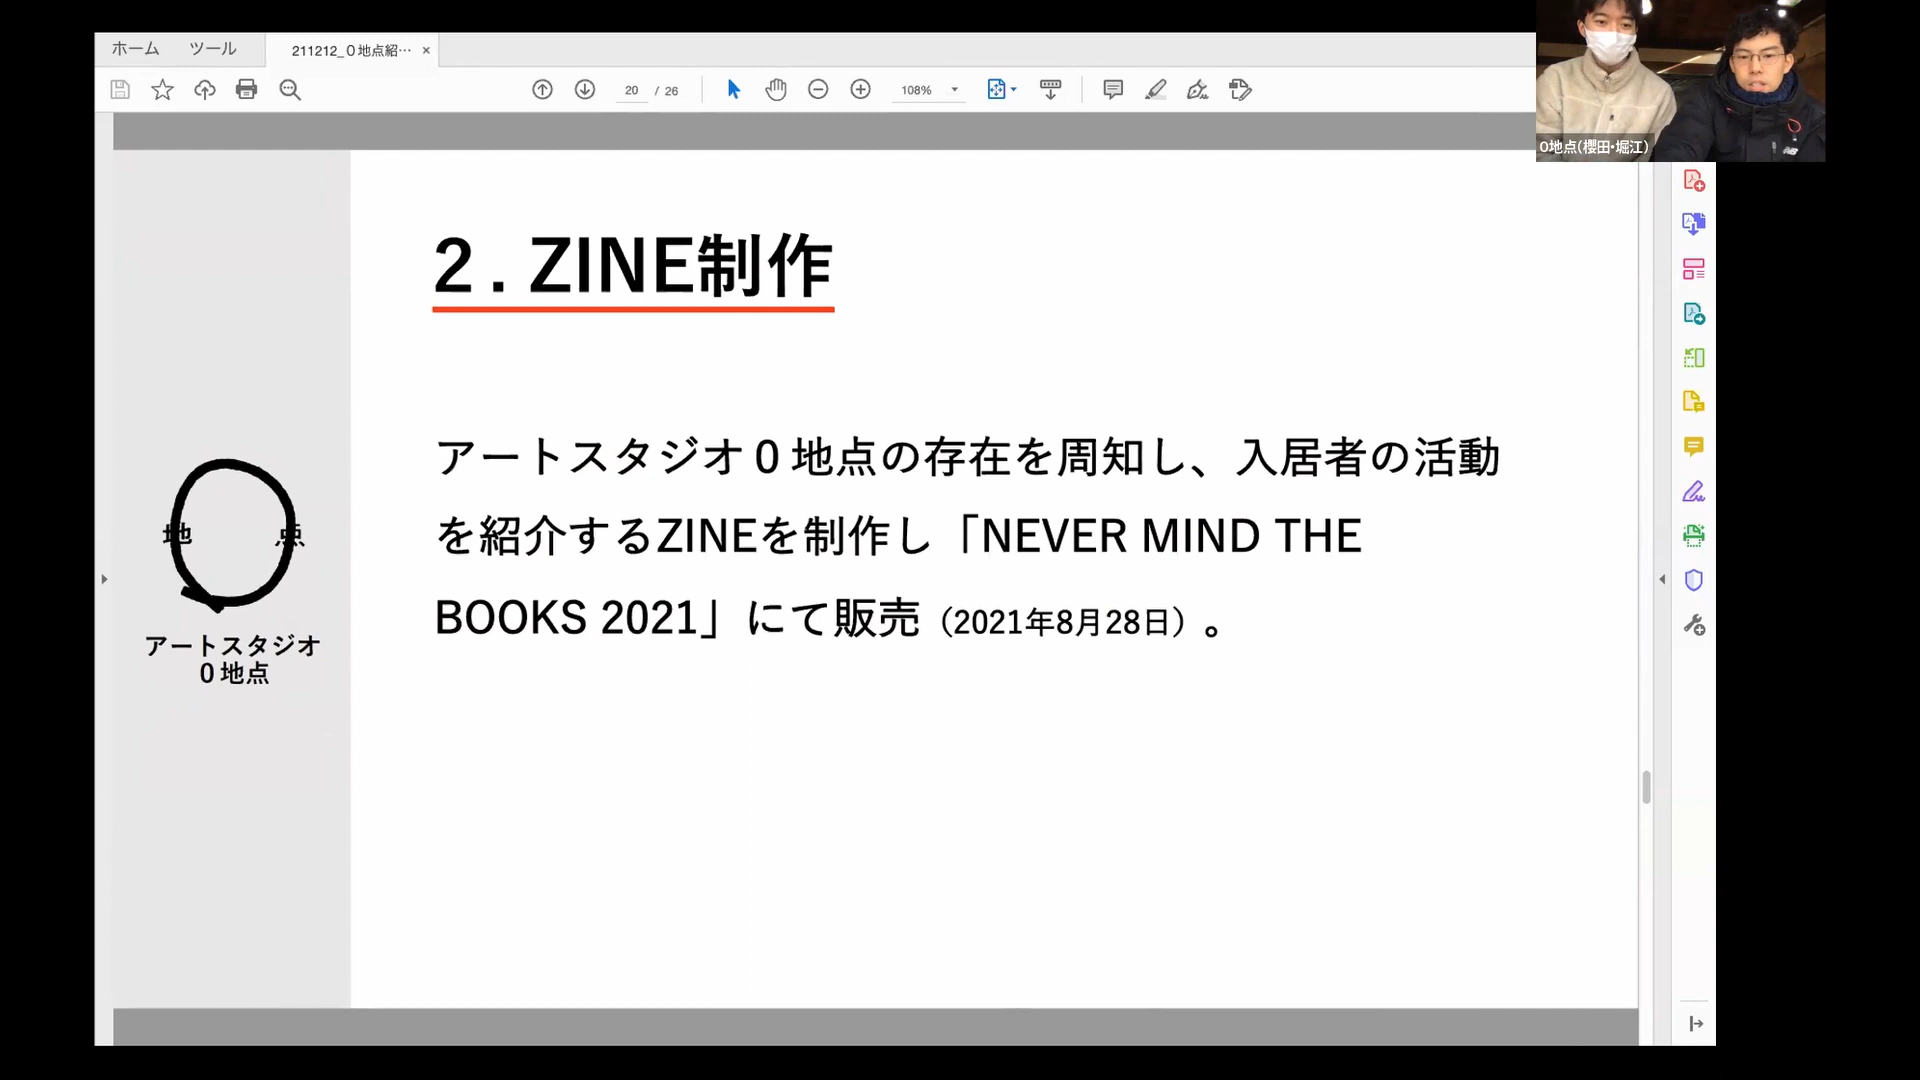 ホーム ツール 211212_０地点紹… ×
20 / 26 108%
０地点(櫻田・堀江)
２. ZINE制作
アートスタジオ０地点の存在を周知し、入居者の活動
を紹介するZINEを制作し「NEVER MIND THE
BOOKS 2021」にて販売（2021年8月28日）。
地 点
アートスタジオ
０地点